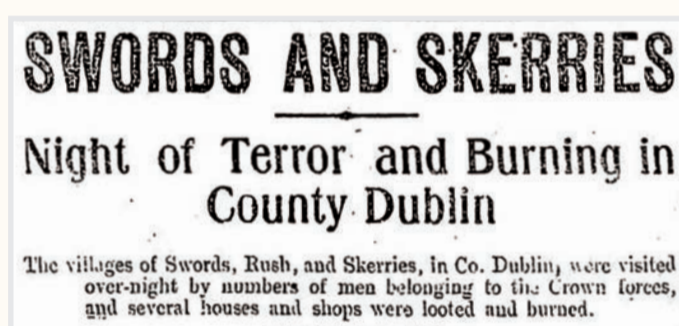 SWORDS AND SKERRIES
Night of Terror and Burning in
County Dublin
The villages of Swords, Rush, and Skerries, in Co. Dublin, were visited
over-night by numbers of men belonging to the Crown forces,
and several houses and shops were looted and burned.